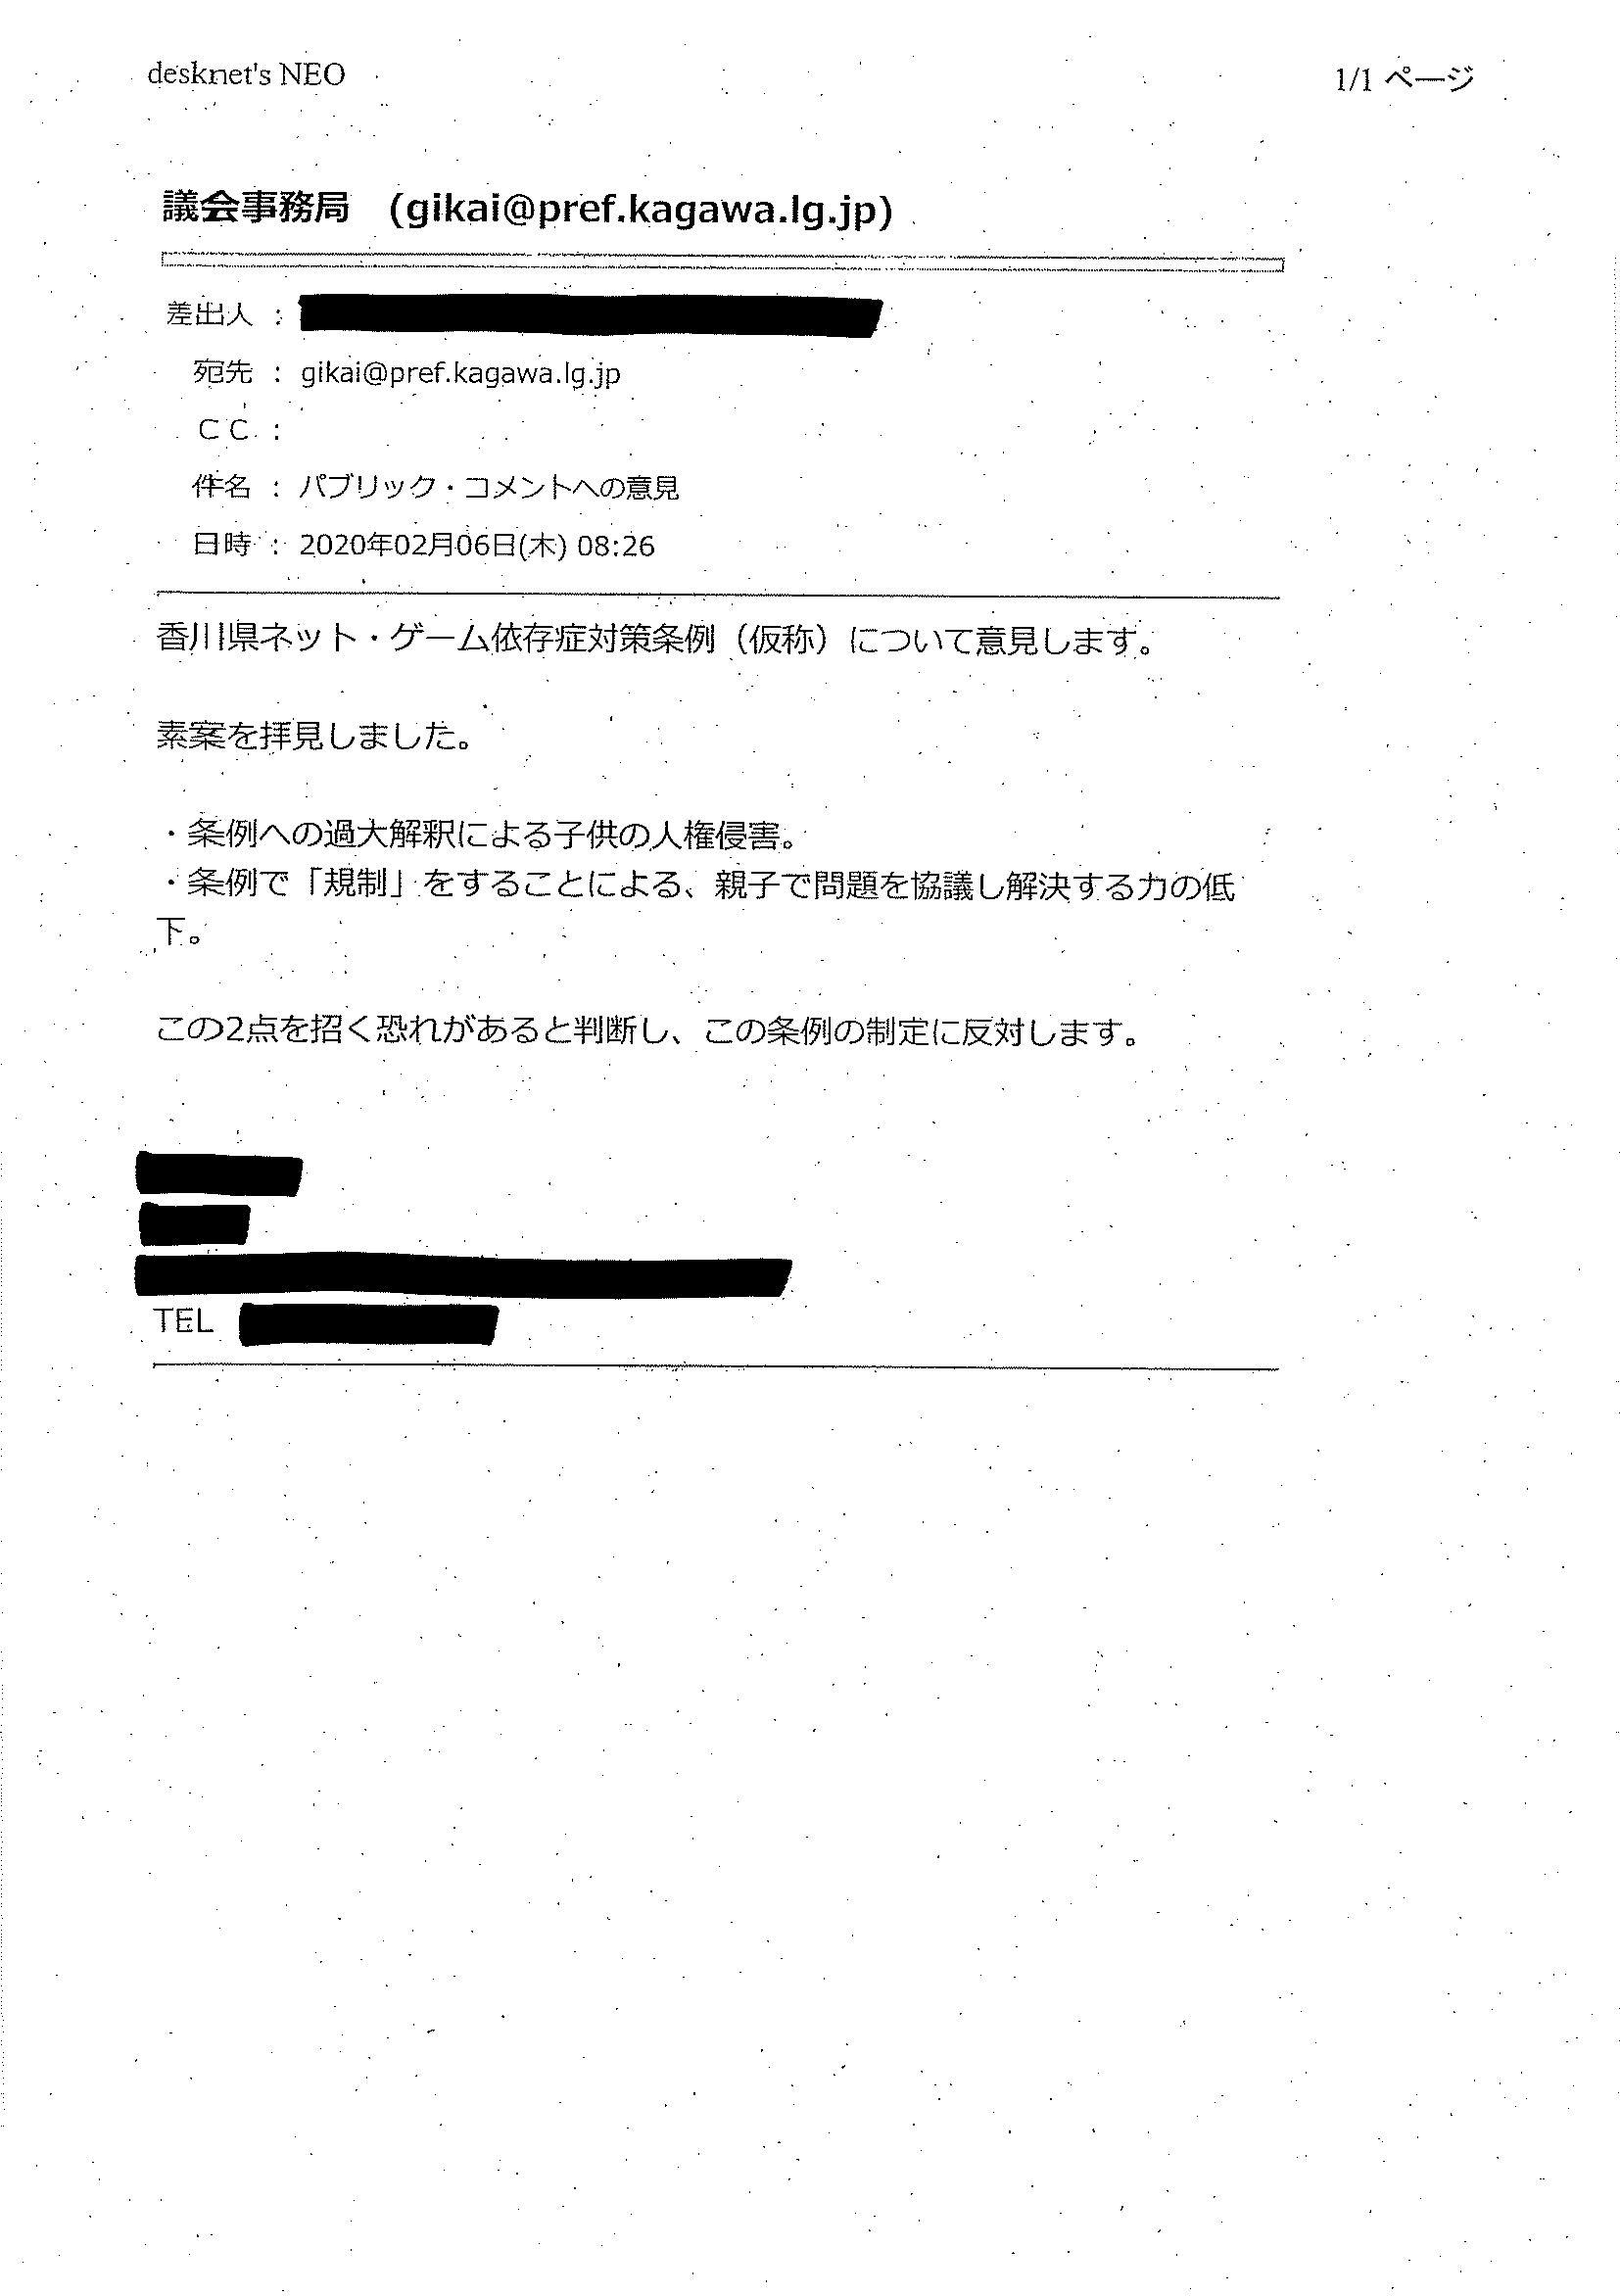 desknet's NEO
1/1 ページ
議会事務局 (gikai@pref.kagawa.lg.jp)
差出人 :
宛先 : gikai@pref.kagawa.lg.jp
CC :
件名 : パブリック・コメントへの意見
日時 : 2020年02月06日(木) 08:26
香川県ネット・ゲーム依存症対策条例（仮称）について意見します。
素案を拝見しました。
・条例への過大解釈による子供の人権侵害。
・条例で「規制」をすることによる、親子で問題を協議し解決する力の低
下。
この2点を招く恐れがあると判断し、この条例の制定に反対します。
TEL